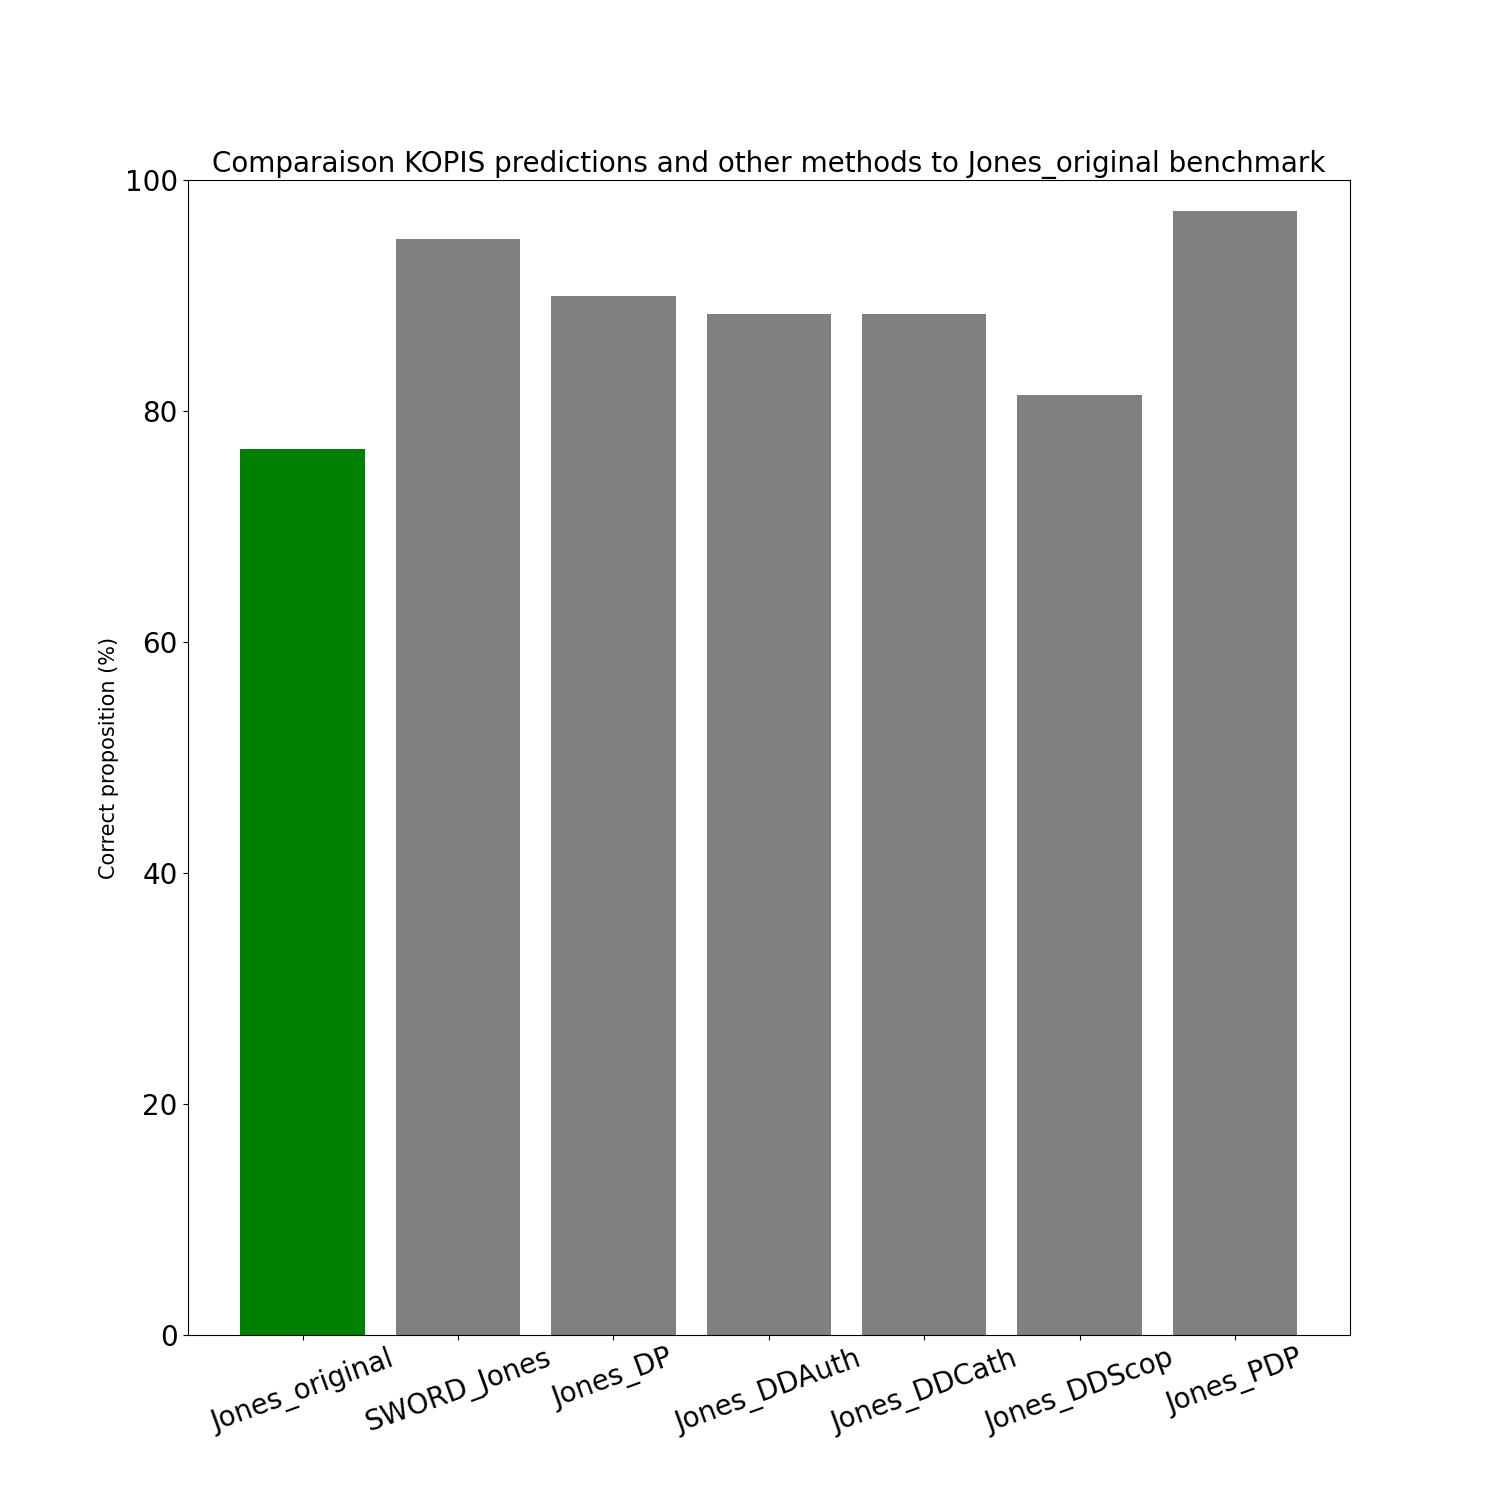 Comparaison KOPIS predictions and other methods to Jones_original benchmark
100
80
60
40
20
0
Correct proposition (%)
Jones_original
SWORD_Jones
Jones_DP
Jones_DDAuth
Jones_DDCath
Jones_DDScop
Jones_PDP